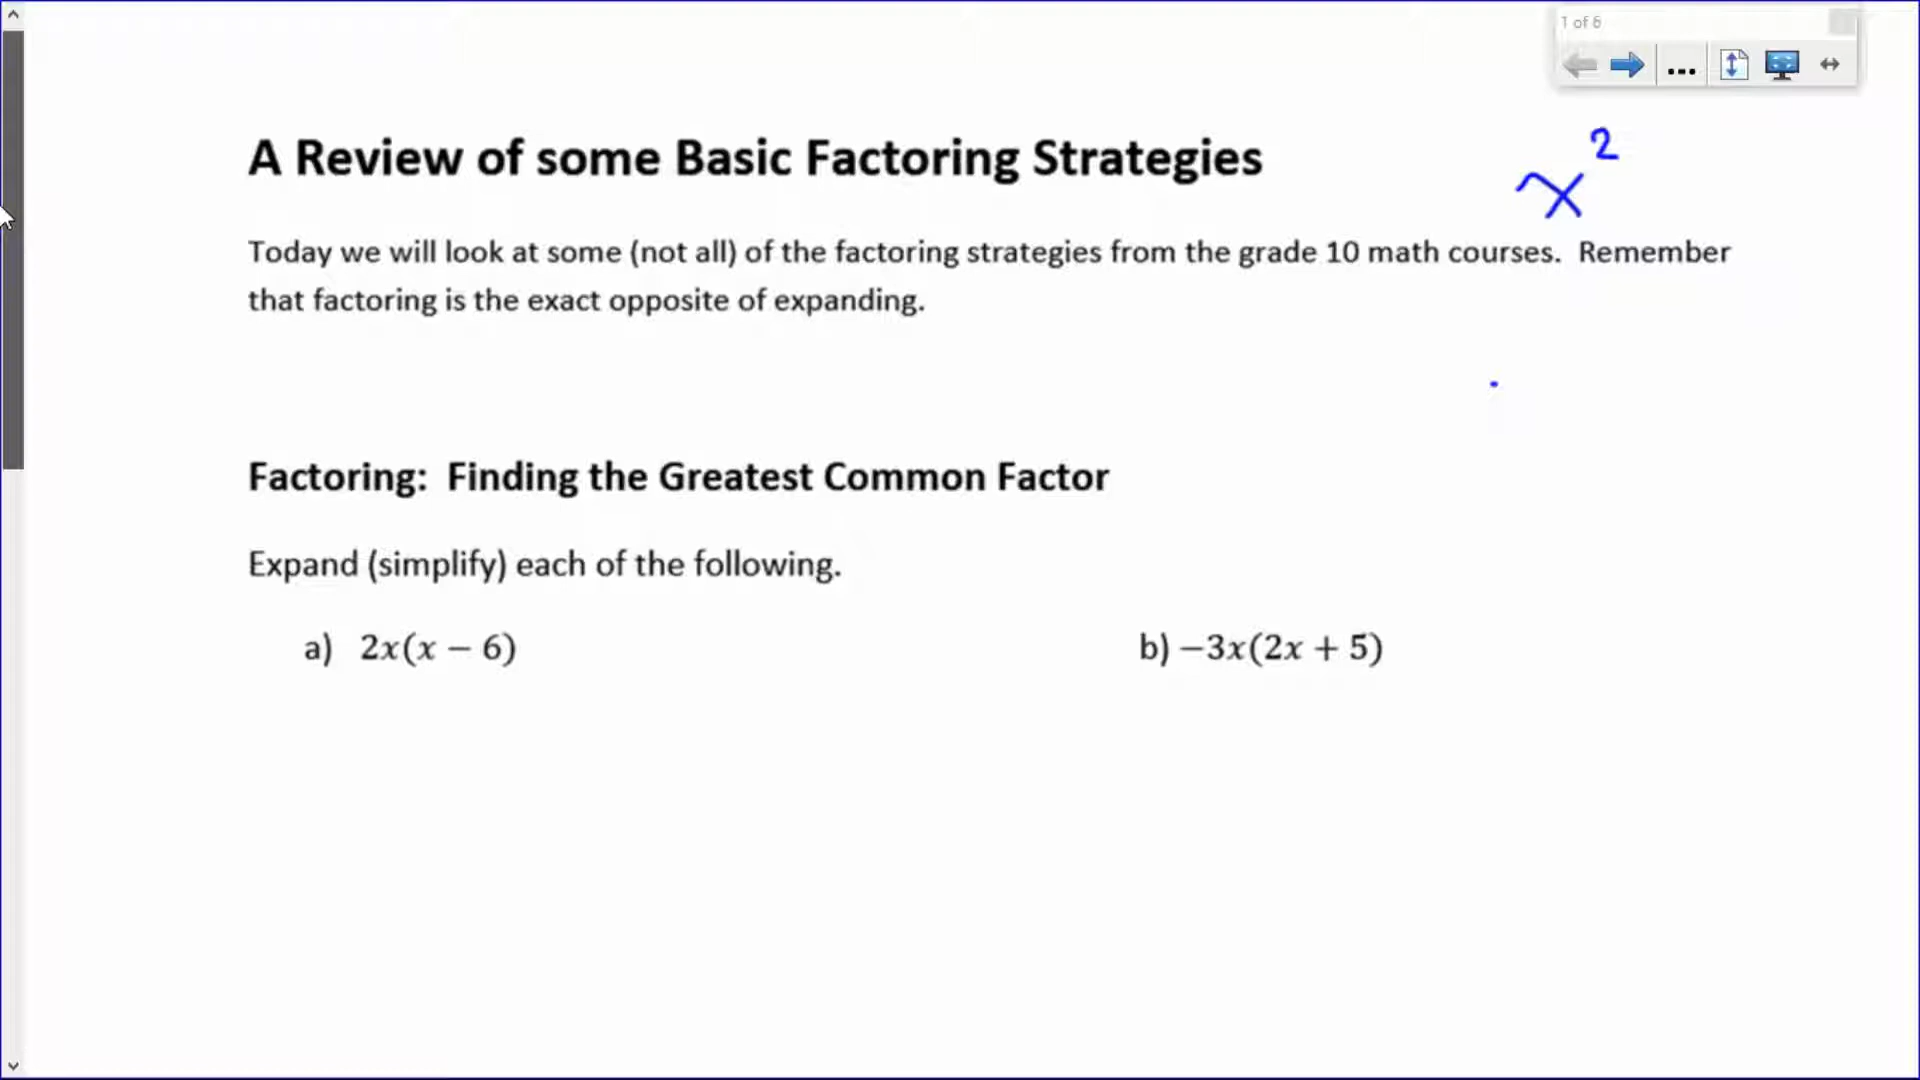 1 of 6
A Review of some Basic Factoring Strategies
x²
Today we will look at some (not all) of the factoring strategies from the grade 10 math courses. Remember
that factoring is the exact opposite of expanding.
Factoring: Finding the Greatest Common Factor
Expand (simplify) each of the following.
a) 2x(x − 6)
b) −3x(2x + 5)